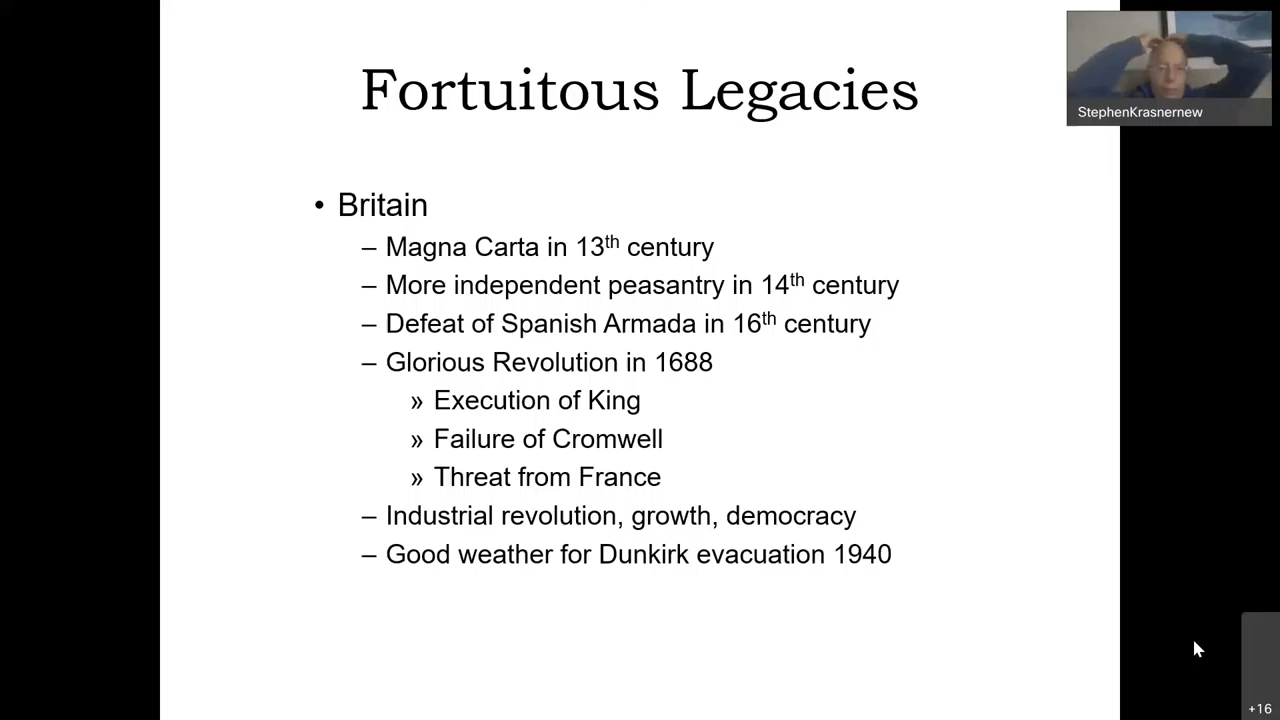 Fortuitous Legacies
StephenKrasnernew
• Britain
– Magna Carta in 13th century
– More independent peasantry in 14th century
– Defeat of Spanish Armada in 16th century
– Glorious Revolution in 1688
» Execution of King
» Failure of Cromwell
» Threat from France
– Industrial revolution, growth, democracy
– Good weather for Dunkirk evacuation 1940
+16